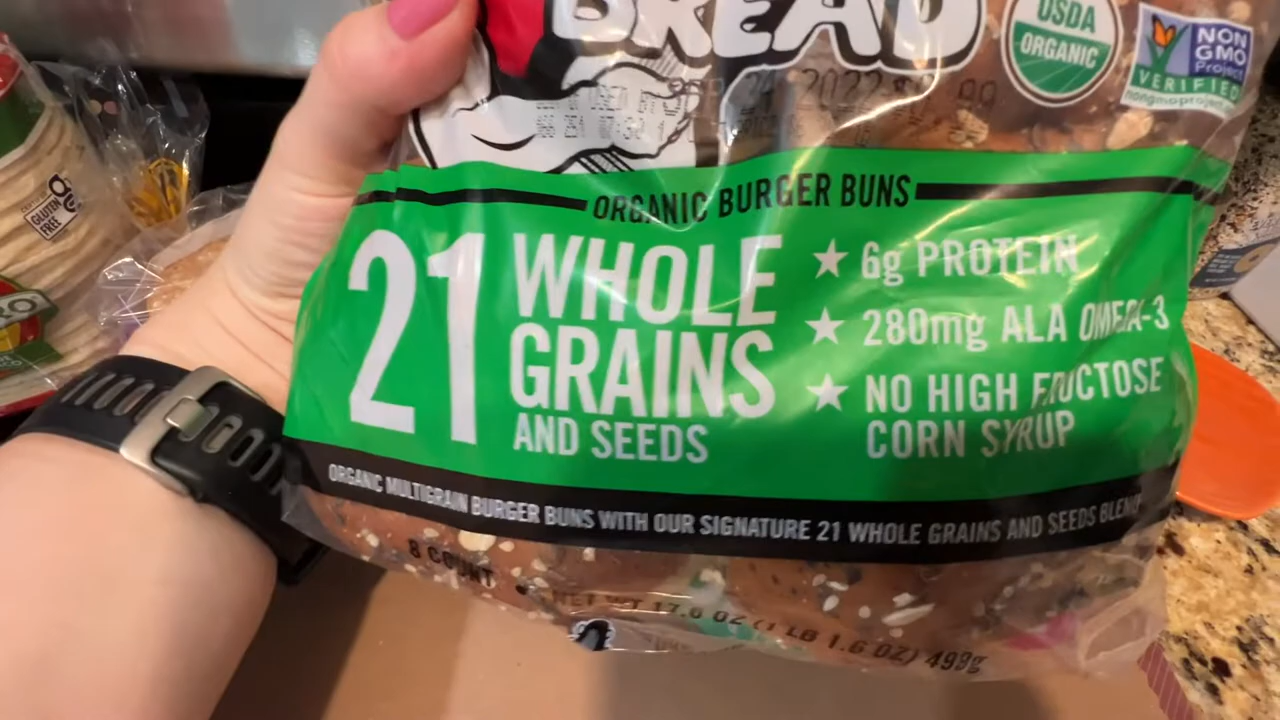 BREAD
USDA
ORGANIC
NON
GMO
Project
VERIFIED
nongmoproject.
2022
ORGANIC BURGER BUNS
21 WHOLE
GRAINS
AND SEEDS
★ 6g PROTEIN
★ 280mg ALA OMEGA-3
★ NO HIGH FRUCTOSE
CORN SYRUP
ORGANIC MULTIGRAIN BURGER BUNS WITH OUR SIGNATURE 21 WHOLE GRAINS AND SEEDS BLEND
8 COUNT
NET WT 17.6 OZ (1 LB 1.6 OZ) 499g
GLUTEN
FREE